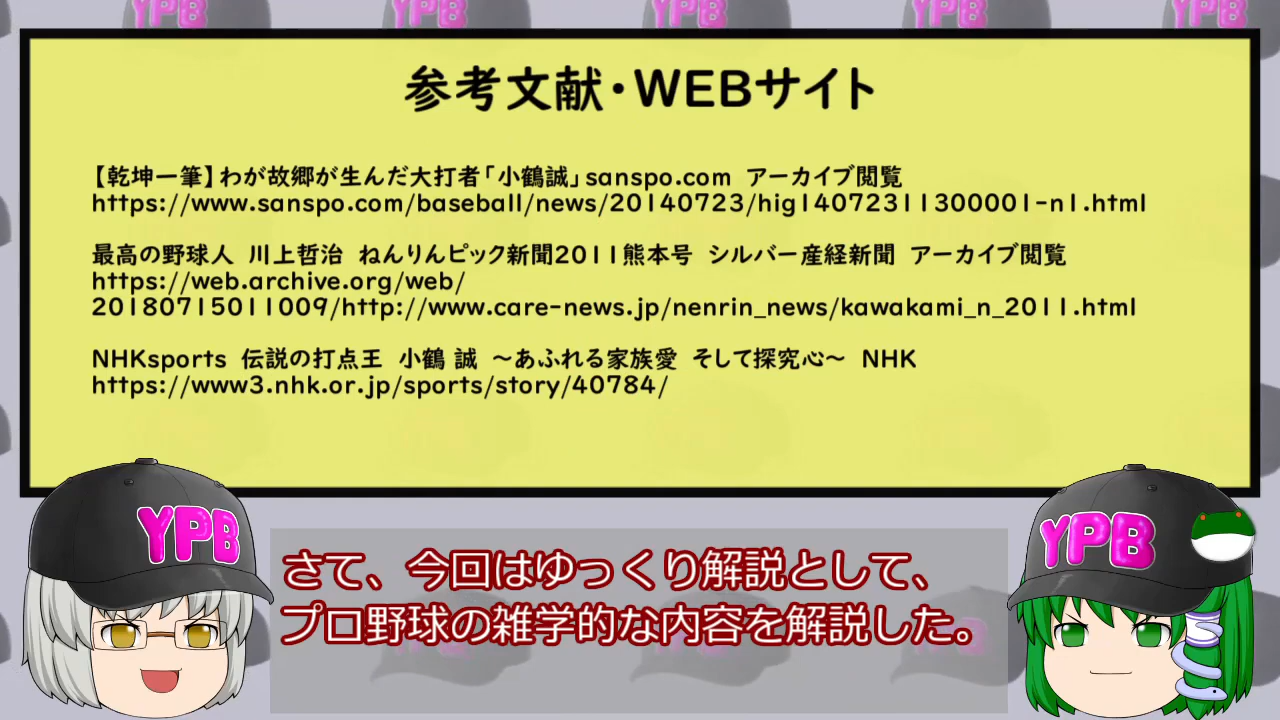 YPB YPB YPB YPB YPB
参考文献・WEBサイト
【乾坤一筆】わが故郷が生んだ大打者「小鶴誠」sanspo.com アーカイブ閲覧
https://www.sanspo.com/baseball/news/20140723/hig14072311300001-n1.html
最高の野球人 川上哲治 ねんりんピック新聞2011熊本号 シルバー産経新聞 アーカイブ閲覧
https://web.archive.org/web/
20180715011009/http://www.care-news.jp/nenrin_news/kawakami_n_2011.html
NHKsports 伝説の打点王 小鶴 誠 ～あふれる家族愛 そして探究心～ NHK
https://www3.nhk.or.jp/sports/story/40784/
YPB
YPB
さて、今回はゆっくり解説として、
プロ野球の雑学的な内容を解説した。